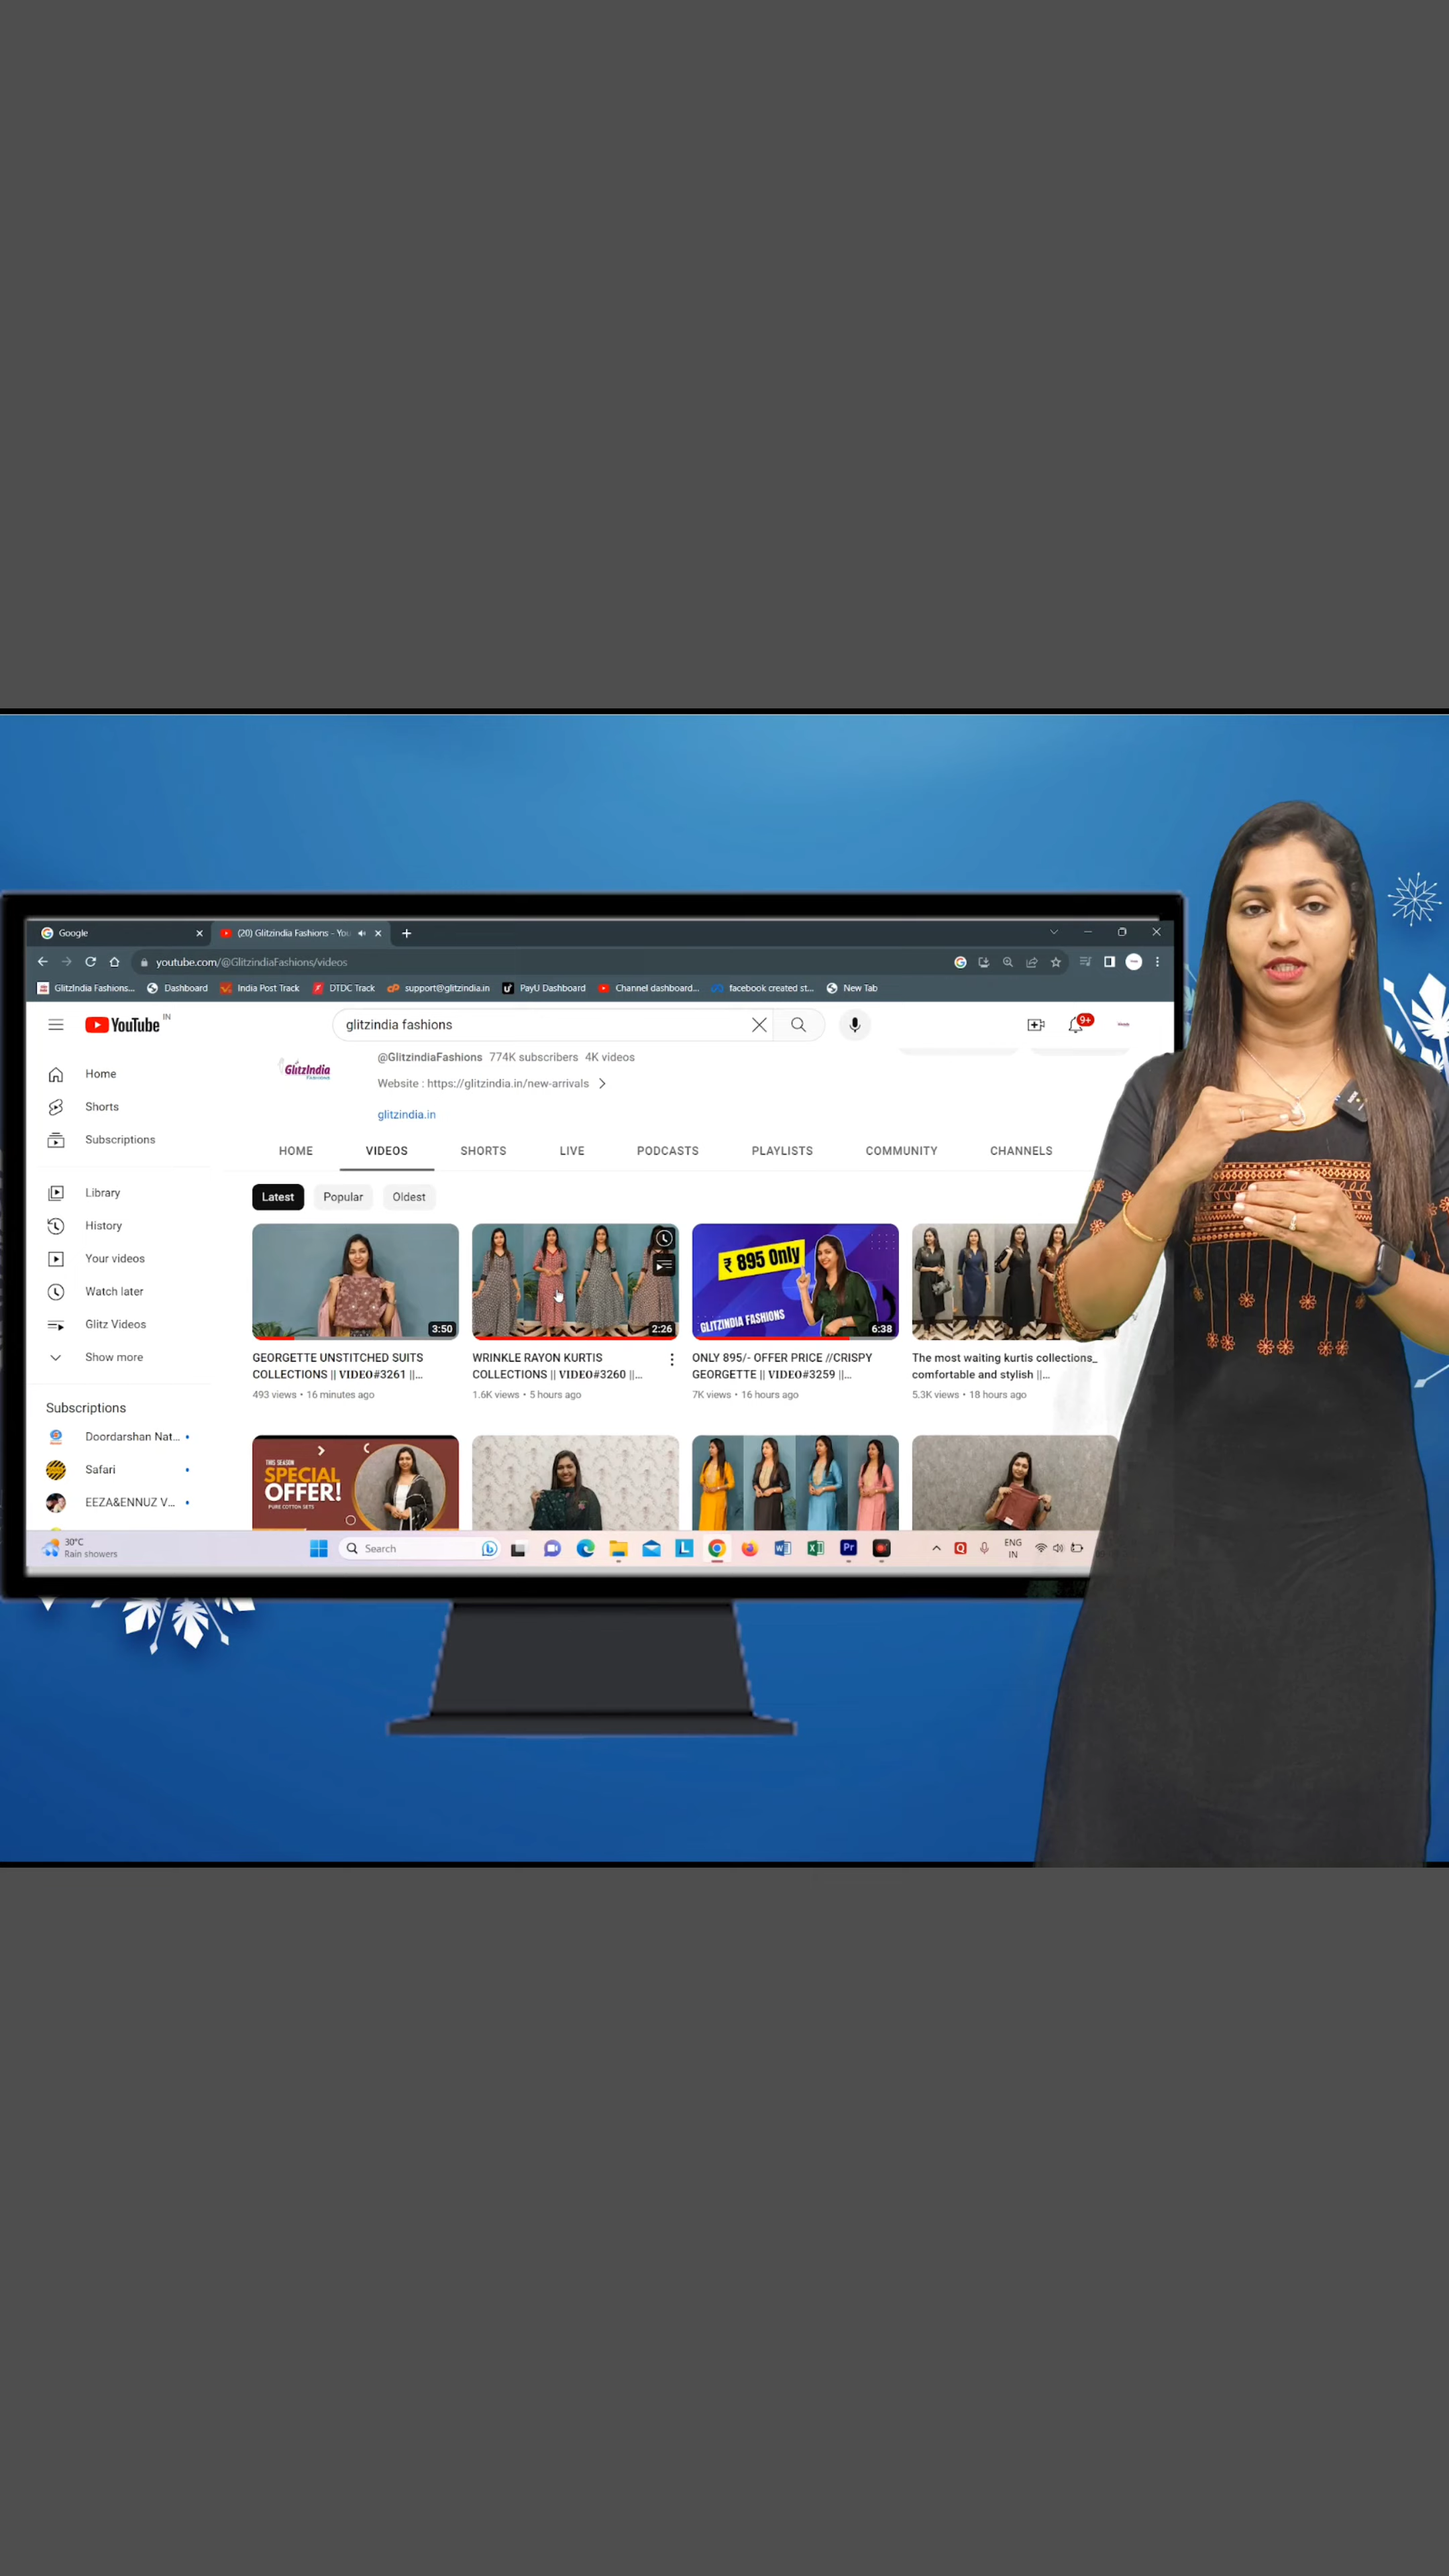 Google
(20) Glitzindia Fashions - You
youtube.com/@GlitzindiaFashions/videos
GlitzIndia Fashions... Dashboard India Post Track DTDC Track support@glitzindia.in PayU Dashboard Channel dashboard... facebook created st... New Tab
YouTube IN
glitzindia fashions
9+
GlitzIndia
FASHIONS
@GlitzindiaFashions 774K subscribers 4K videos
Website : https://glitzindia.in/new-arrivals
glitzindia.in
Home
Shorts
Subscriptions
Library
History
Your videos
Watch later
Glitz Videos
Show more
Subscriptions
Doordarshan Nat...
Safari
EEZA&ENNUZ V...
HOME VIDEOS SHORTS LIVE PODCASTS PLAYLISTS COMMUNITY CHANNELS
Latest Popular Oldest
3:50
GEORGETTE UNSTITCHED SUITS
COLLECTIONS || VIDEO#3261 ||...
493 views • 16 minutes ago
2:26
WRINKLE RAYON KURTIS
COLLECTIONS || VIDEO#3260 ||...
1.6K views • 5 hours ago
₹ 895 Only
GLITZINDIA FASHIONS
6:38
ONLY 895/- OFFER PRICE //CRISPY
GEORGETTE || VIDEO#3259 ||...
7K views • 16 hours ago
The most waiting kurtis collections_
comfortable and stylish ||...
5.3K views • 18 hours ago
THIS SEASON
SPECIAL
OFFER!
PURE COTTON SETS
30°C
Rain showers
Search
ENG
IN